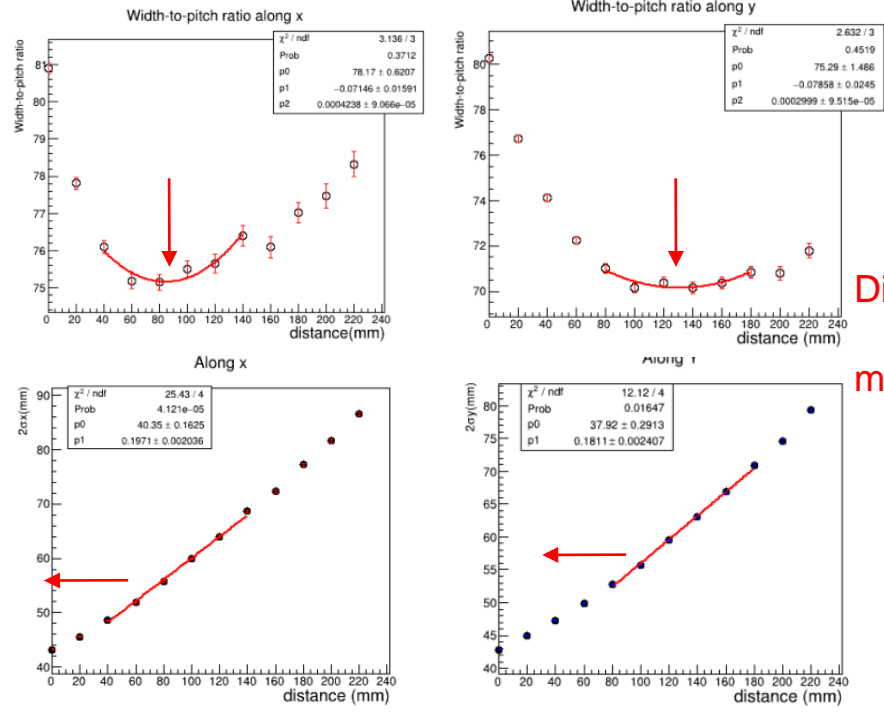 Width-to-pitch ratio along x
Width-to-pitch ratio
χ² / ndf 3.136 / 3
Prob 0.3712
p0 78.17 ± 0.6207
p1 −0.07146 ± 0.01591
p2 0.0004238 ± 9.066e−05
81
80
79
78
77
76
75
0 20 40 60 80 100 120 140 160 180 200 220 240
distance(mm)
Width-to-pitch ratio along y
Width-to-pitch ratio
χ² / ndf 2.632 / 3
Prob 0.4519
p0 75.29 ± 1.486
p1 −0.07858 ± 0.0245
p2 0.0002999 ± 9.515e−05
80
78
76
74
72
70
0 20 40 60 80 100 120 140 160 180 200 220 240
distance (mm)
Di
m
Along x
2σx(mm)
χ² / ndf 25.43 / 4
Prob 4.121e−05
p0 40.35 ± 0.1625
p1 0.1971 ± 0.002036
90
80
70
60
50
40
0 20 40 60 80 100 120 140 160 180 200 220 240
distance (mm)
Along Y
2σy(mm)
χ² / ndf 12.12 / 4
Prob 0.01647
p0 37.92 ± 0.2913
p1 0.1811 ± 0.002407
80
75
70
65
60
55
50
45
40
0 20 40 60 80 100 120 140 160 180 200 220 240
distance (mm)